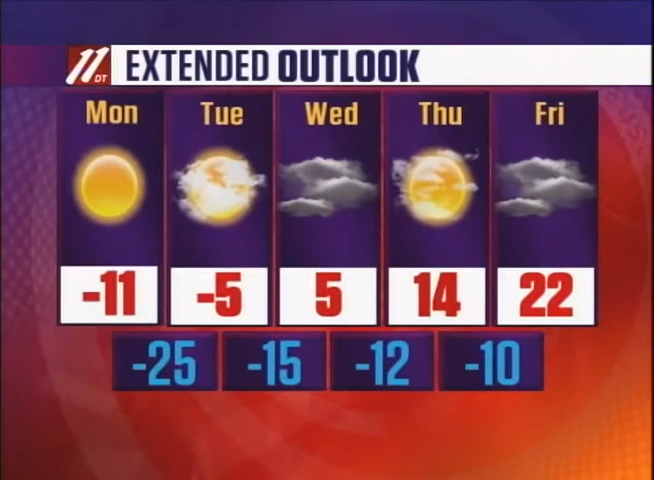 11 DT EXTENDED OUTLOOK
Mon Tue Wed Thu Fri
-11 -5 5 14 22
-25 -15 -12 -10